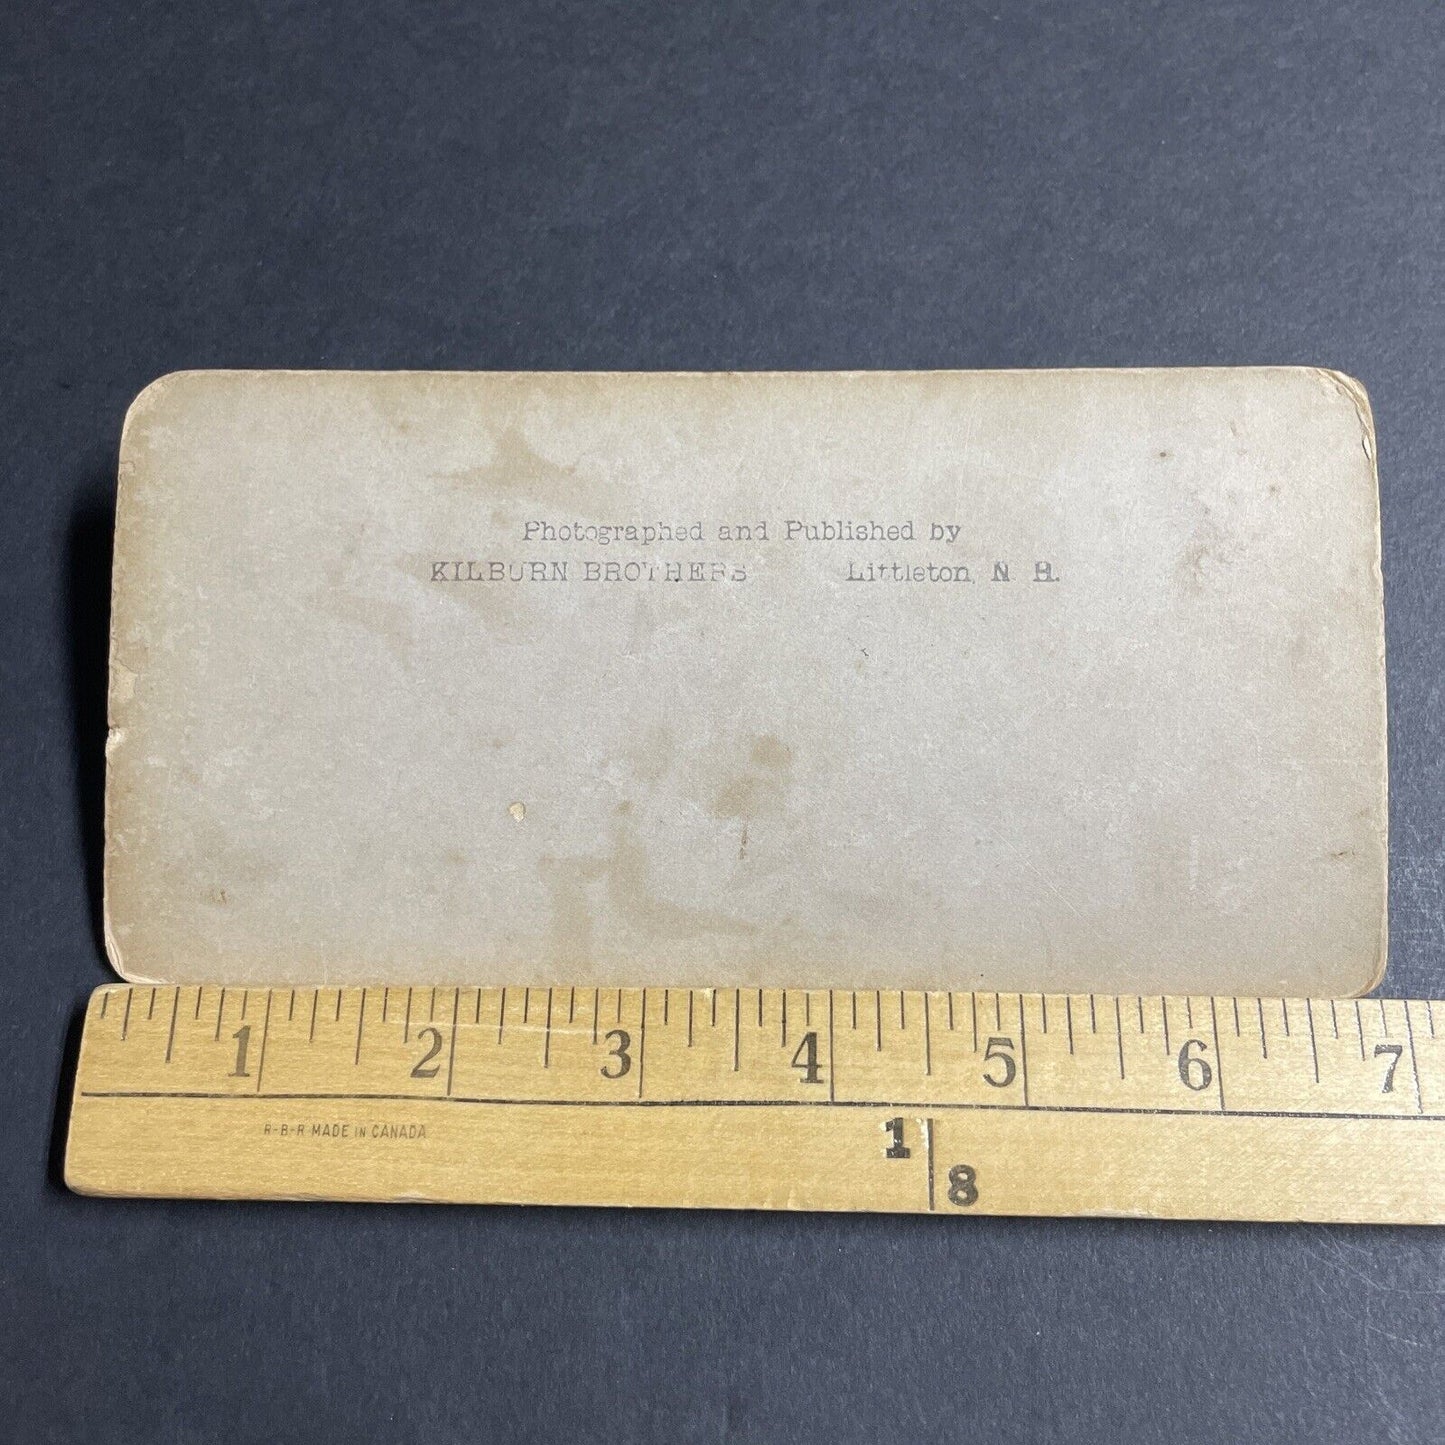 Photographed and Published by
KILBURN BROTHERS Littleton, N H.
1 2 3 4 5 6 7
R-B-R MADE IN CANADA
1 8